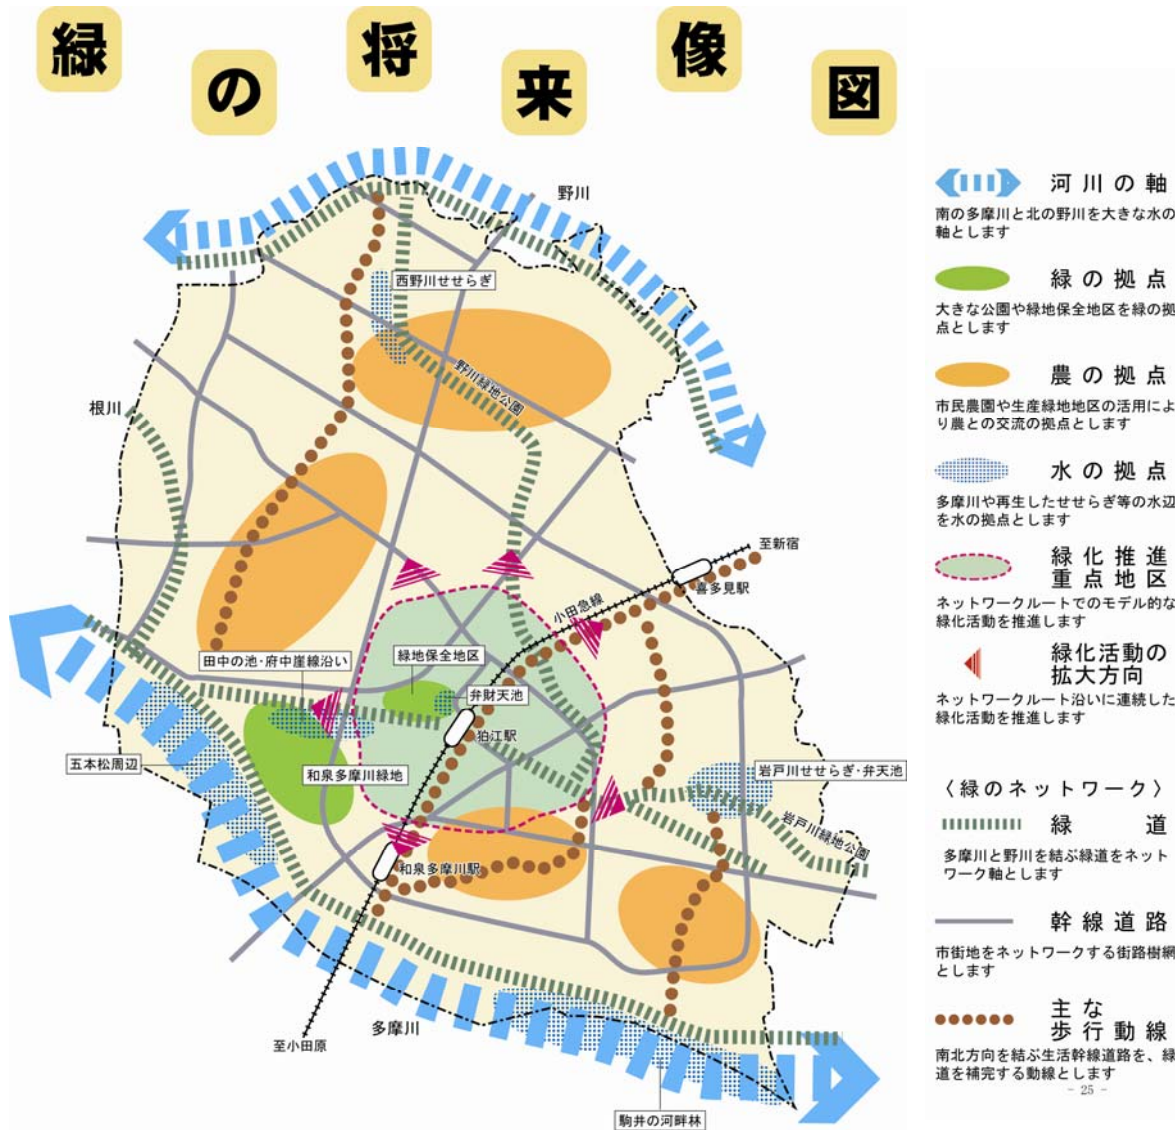 緑の将来像図
野川
西野川せせらぎ
野川緑地公園
根川
至新宿
喜多見駅
小田急線
田中の池・府中崖線沿い
緑地保全地区
弁財天池
狛江駅
五本松周辺
和泉多摩川緑地
岩戸川せせらぎ・弁天池
岩戸川緑地公園
和泉多摩川駅
多摩川
至小田原
駒井の河畔林
河川の軸
南の多摩川と北の野川を大きな水の
軸とします
緑の拠点
大きな公園や緑地保全地区を緑の拠
点とします
農の拠点
市民農園や生産緑地地区の活用によ
り農との交流の拠点とします
水の拠点
多摩川や再生したせせらぎ等の水辺
を水の拠点とします
緑化推進
重点地区
ネットワークルートでのモデル的な
緑化活動を推進します
緑化活動の
拡大方向
ネットワークルート沿いに連続した
緑化活動を推進します
〈緑のネットワーク〉
緑道
多摩川と野川を結ぶ緑道をネット
ワーク軸とします
幹線道路
市街地をネットワークする街路樹網
とします
主な
歩行動線
南北方向を結ぶ生活幹線道路を、緑
道を補完する動線とします
- 25 -